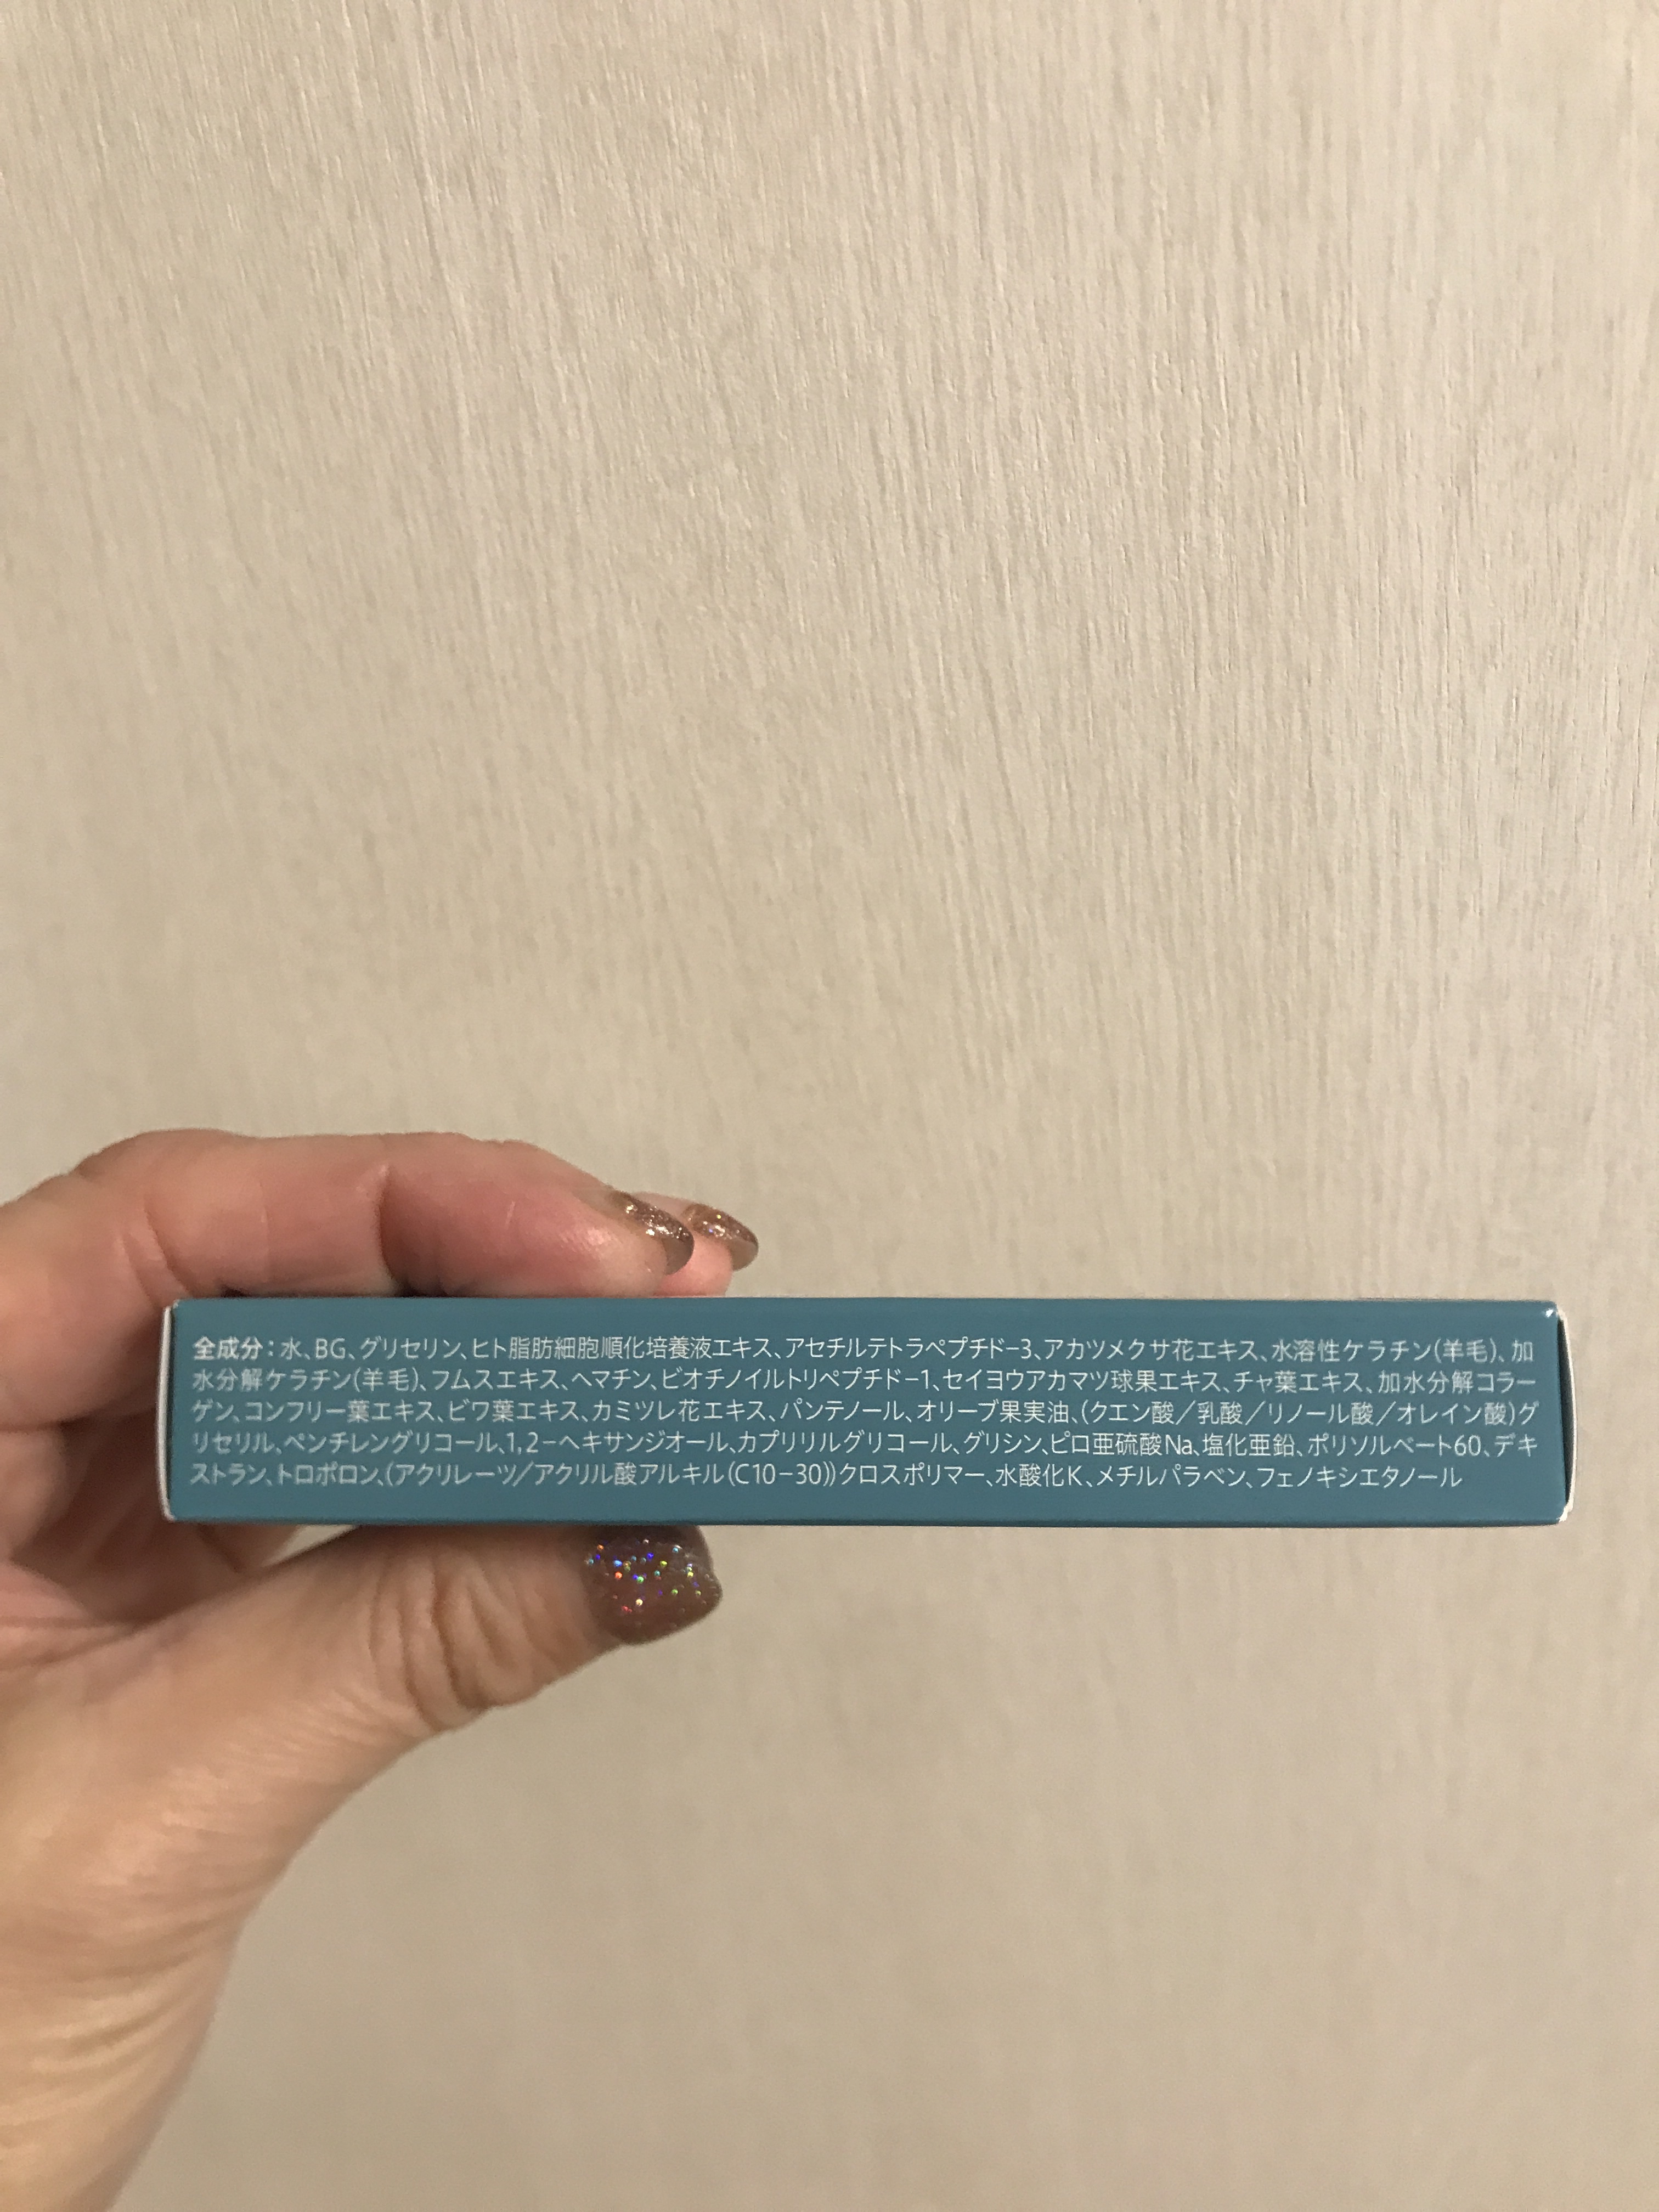 全成分:水、BG、グリセリン、ヒト脂肪細胞順化培養液エキス、アセチルテトラペプチド-3、アカツメクサ花エキス、水溶性ケラチン(羊毛)、加
水分解ケラチン(羊毛)、フムスエキス、ヘマチン、ビオチノイルトリペプチド-1、セイヨウアカマツ球果エキス、チャ葉エキス、加水分解コラー
ゲン、コンフリー葉エキス、ビワ葉エキス、カミツレ花エキス、パンテノール、オリーブ果実油、(クエン酸/乳酸/リノール酸/オレイン酸)グ
リセリル、ペンチレングリコール、1,2-ヘキサンジオール、カプリリルグリコール、グリシン、ピロ亜硫酸Na、塩化亜鉛、ポリソルベート60、デキ
ストラン、トロポロン、(アクリレーツ/アクリル酸アルキル(C10-30))クロスポリマー、水酸化K、メチルパラベン、フェノキシエタノール